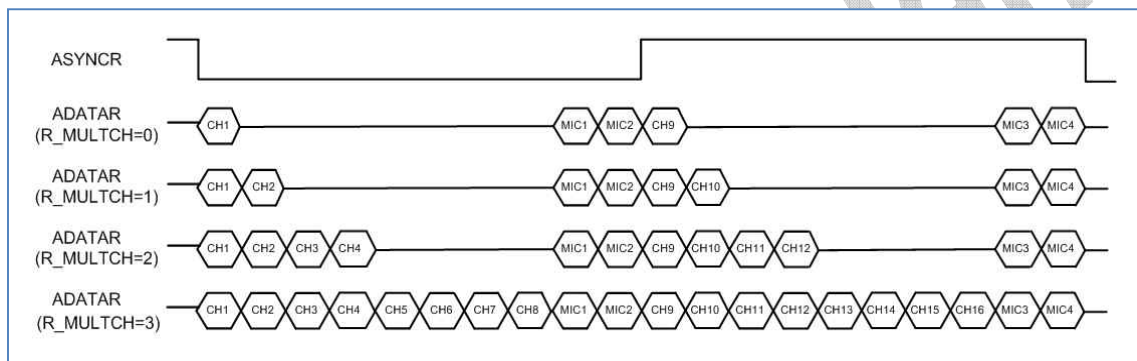 ASYNCR
ADATAR
(R_MULTCH=0)
CH1 MIC1 MIC2 CH9 MIC3 MIC4
ADATAR
(R_MULTCH=1)
CH1 CH2 MIC1 MIC2 CH9 CH10 MIC3 MIC4
ADATAR
(R_MULTCH=2)
CH1 CH2 CH3 CH4 MIC1 MIC2 CH9 CH10 CH11 CH12 MIC3 MIC4
ADATAR
(R_MULTCH=3)
CH1 CH2 CH3 CH4 CH5 CH6 CH7 CH8 MIC1 MIC2 CH9 CH10 CH11 CH12 CH13 CH14 CH15 CH16 MIC3 MIC4